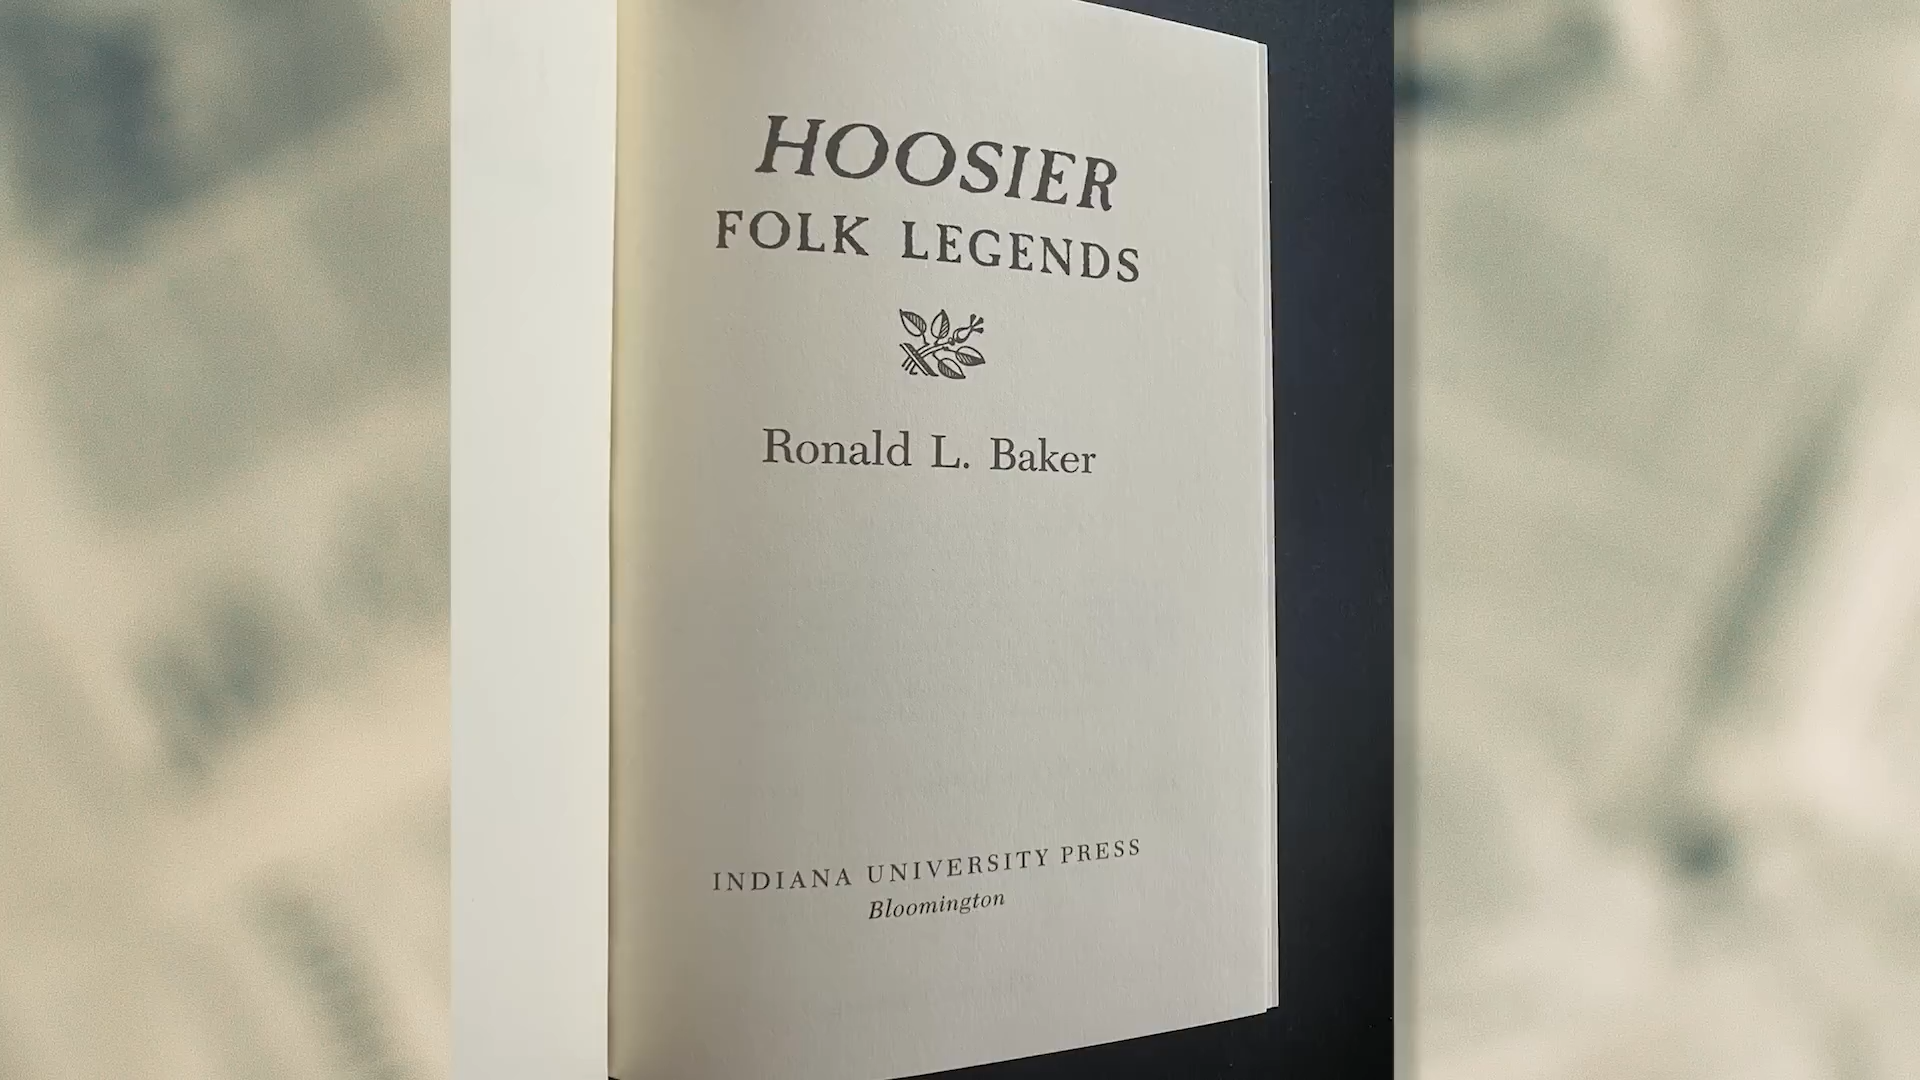 HOOSIER
FOLK LEGENDS
Ronald L. Baker
INDIANA UNIVERSITY PRESS
Bloomington